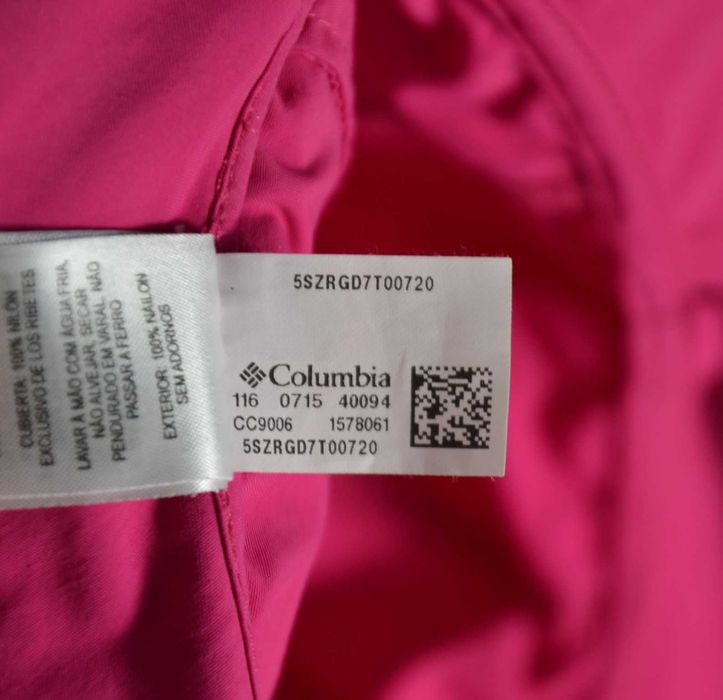 CUBIERTA 100% NILÓN
EXCLUSIVO DE LOS RIBETES
LAVAR À MÃO COM ÁGUA FRIA,
NÃO ALVEJAR, SECAR
PENDURADO EM VARAL, NÃO
PASSAR A FERRO
EXTERIOR 100% NAILON
SEM ADORNOS
5SZRGD7T00720
Columbia
116 0715 40094
CC9006 1578061
5SZRGD7T00720